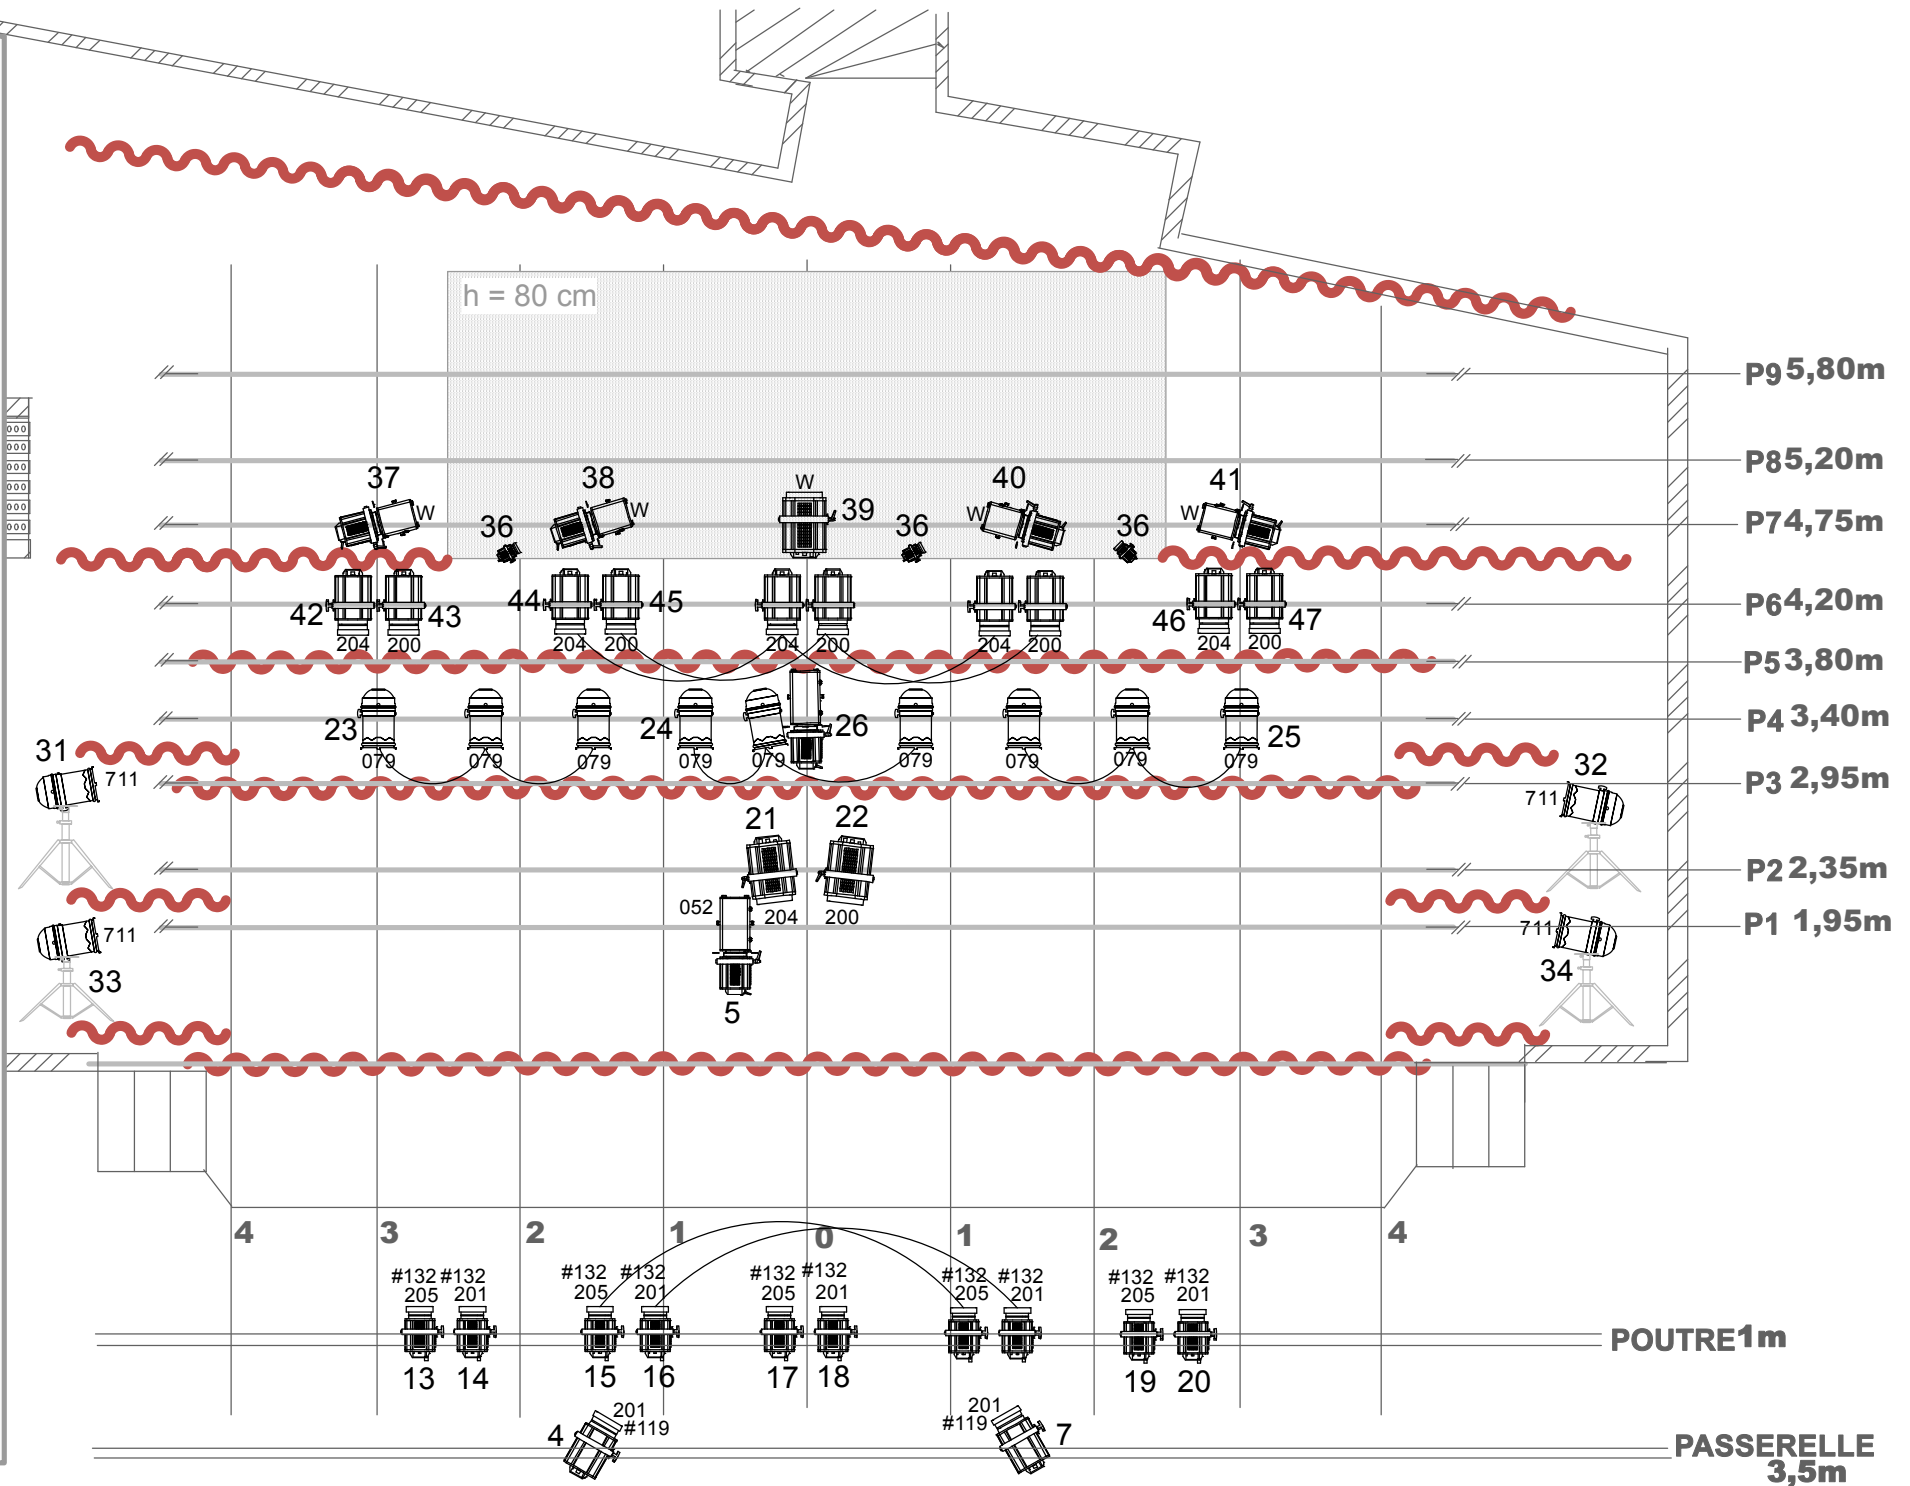 h = 80 cm
P9 5,80m
P8 5,20m
37 38 W 40 41
W W 39 W W
36 36 36
P7 4,75m
42 43 44 45 46 47
P6 4,20m
204 200 204 200 204 200 204 200 204 200
P5 3,80m
23 24 26 25
P4 3,40m
079 079 079 079 079 079 079 079 079
31 32
711 711
P3 2,95m
21 22
P2 2,35m
052 204 200
711 711
P1 1,95m
33 34
5
4 3 2 1 0 1 2 3 4
#132 #132 #132 #132 #132 #132 #132 #132 #132 #132
205 201 205 201 205 201 205 201 205 201
POUTRE 1m
13 14 15 16 17 18 19 20
201 201
4 #119 #119 7
PASSERELLE
3,5m